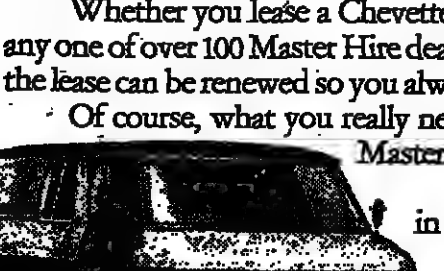 Whether you lease a Chevette
any one of over 100 Master Hire dea
the lease can be renewed so you alw
Of course, what you really ne
Master
in